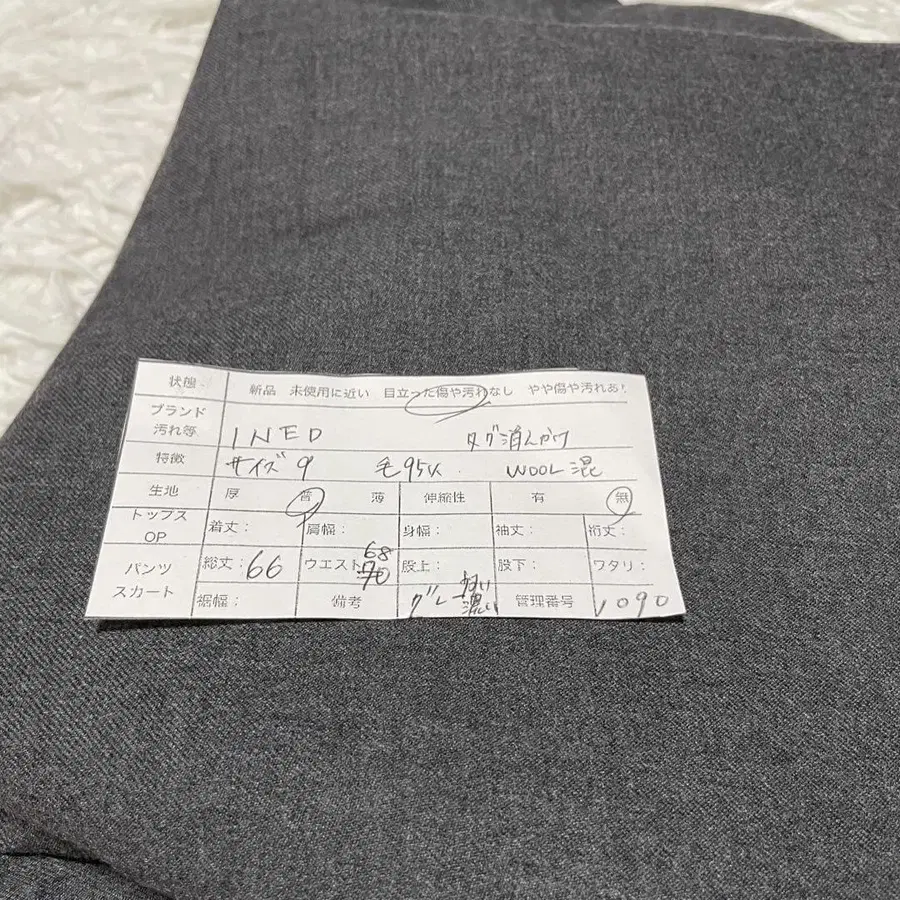 状態 新品 未使用に近い 目立った傷や汚れなし やや傷や汚れあ
ブランド
汚れ等 INED タグ消えかけ
特徴 サイズ9 毛95% WOOL混
生地 厚 普 薄 伸縮性 有 無
トップス
OP 着丈: 肩幅: 身幅: 袖丈: 裄丈:
パンツ
スカート 総丈:66 ウエスト 68 70 股上: 股下: ワタリ:
裾幅: 備考 グレー 濃い 管理番号 1090